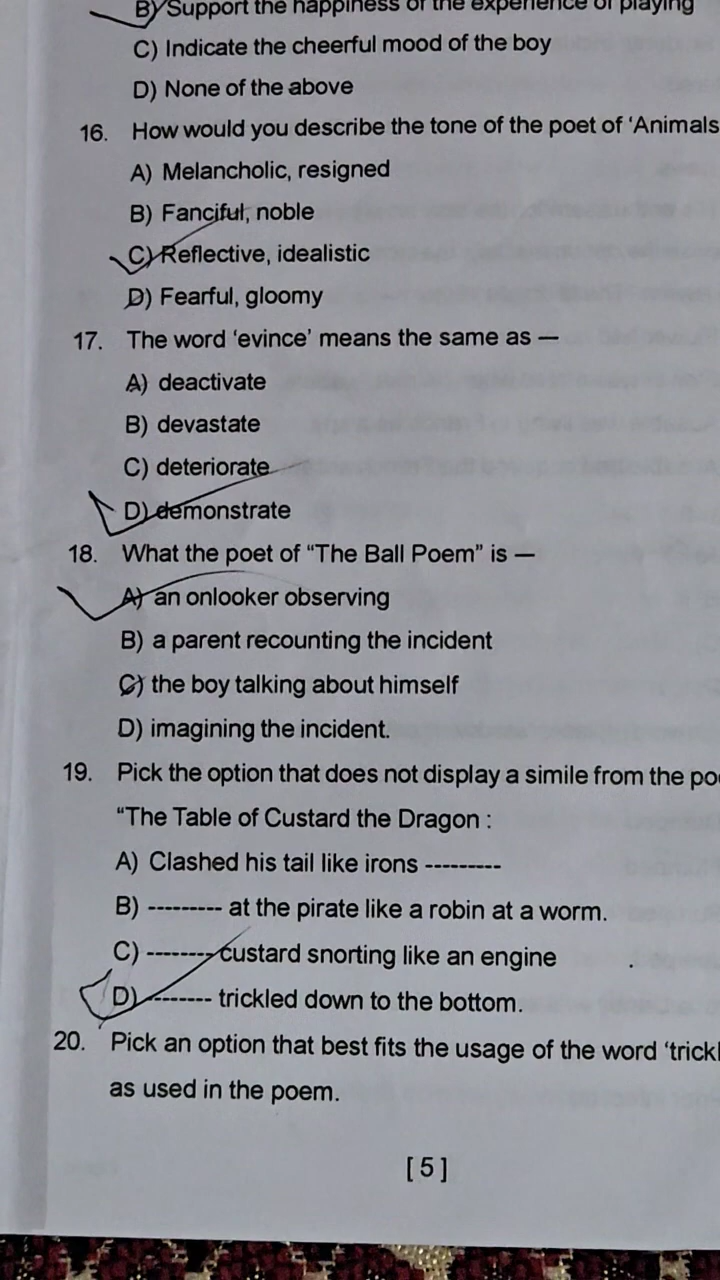 B) Support the happiness of the experience of playing
C) Indicate the cheerful mood of the boy
D) None of the above
16. How would you describe the tone of the poet of 'Animals
A) Melancholic, resigned
B) Fanciful, noble
C) Reflective, idealistic
D) Fearful, gloomy
17. The word 'evince' means the same as —
A) deactivate
B) devastate
C) deteriorate
D) demonstrate
18. What the poet of "The Ball Poem" is —
A) an onlooker observing
B) a parent recounting the incident
C) the boy talking about himself
D) imagining the incident.
19. Pick the option that does not display a simile from the
"The Table of Custard the Dragon :
A) Clashed his tail like irons ---------
B) --------- at the pirate like a robin at a worm.
C) --------- custard snorting like an engine
D) --------- trickled down to the bottom.
20. Pick an option that best fits the usage of the word
as used in the poem.
[ 5 ]